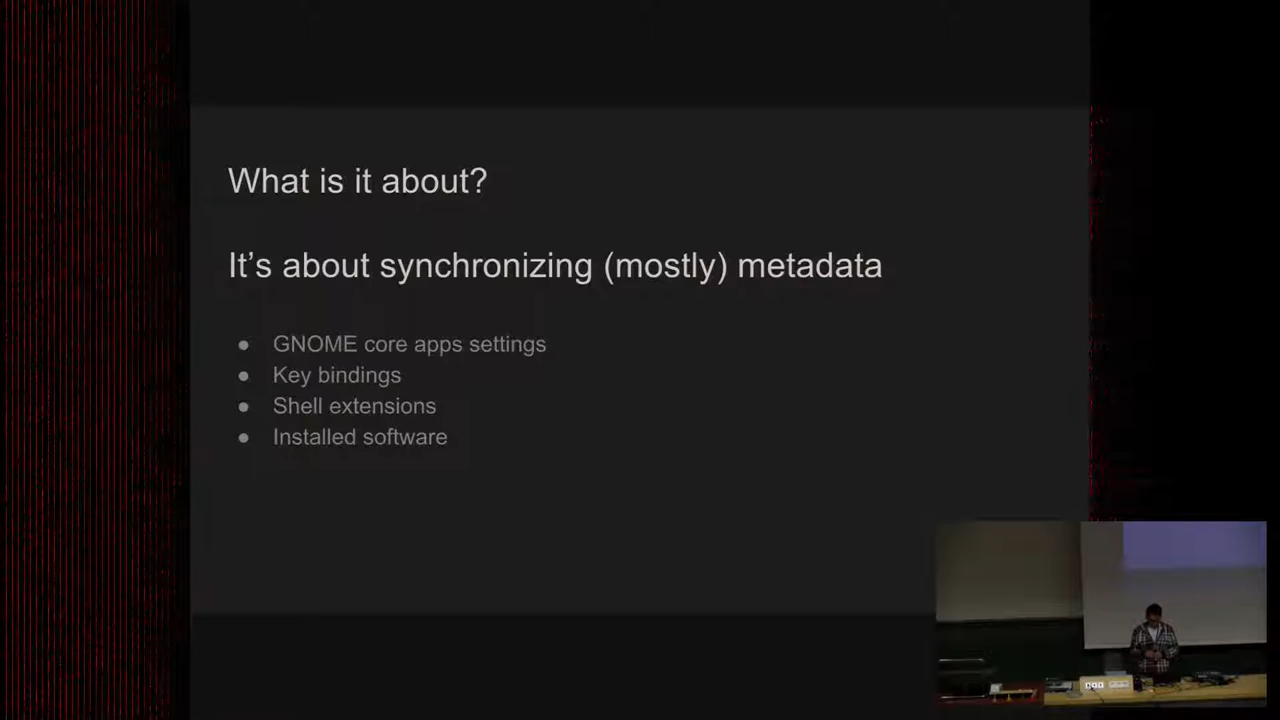 What is it about?
It's about synchronizing (mostly) metadata
● GNOME core apps settings
● Key bindings
● Shell extensions
● Installed software